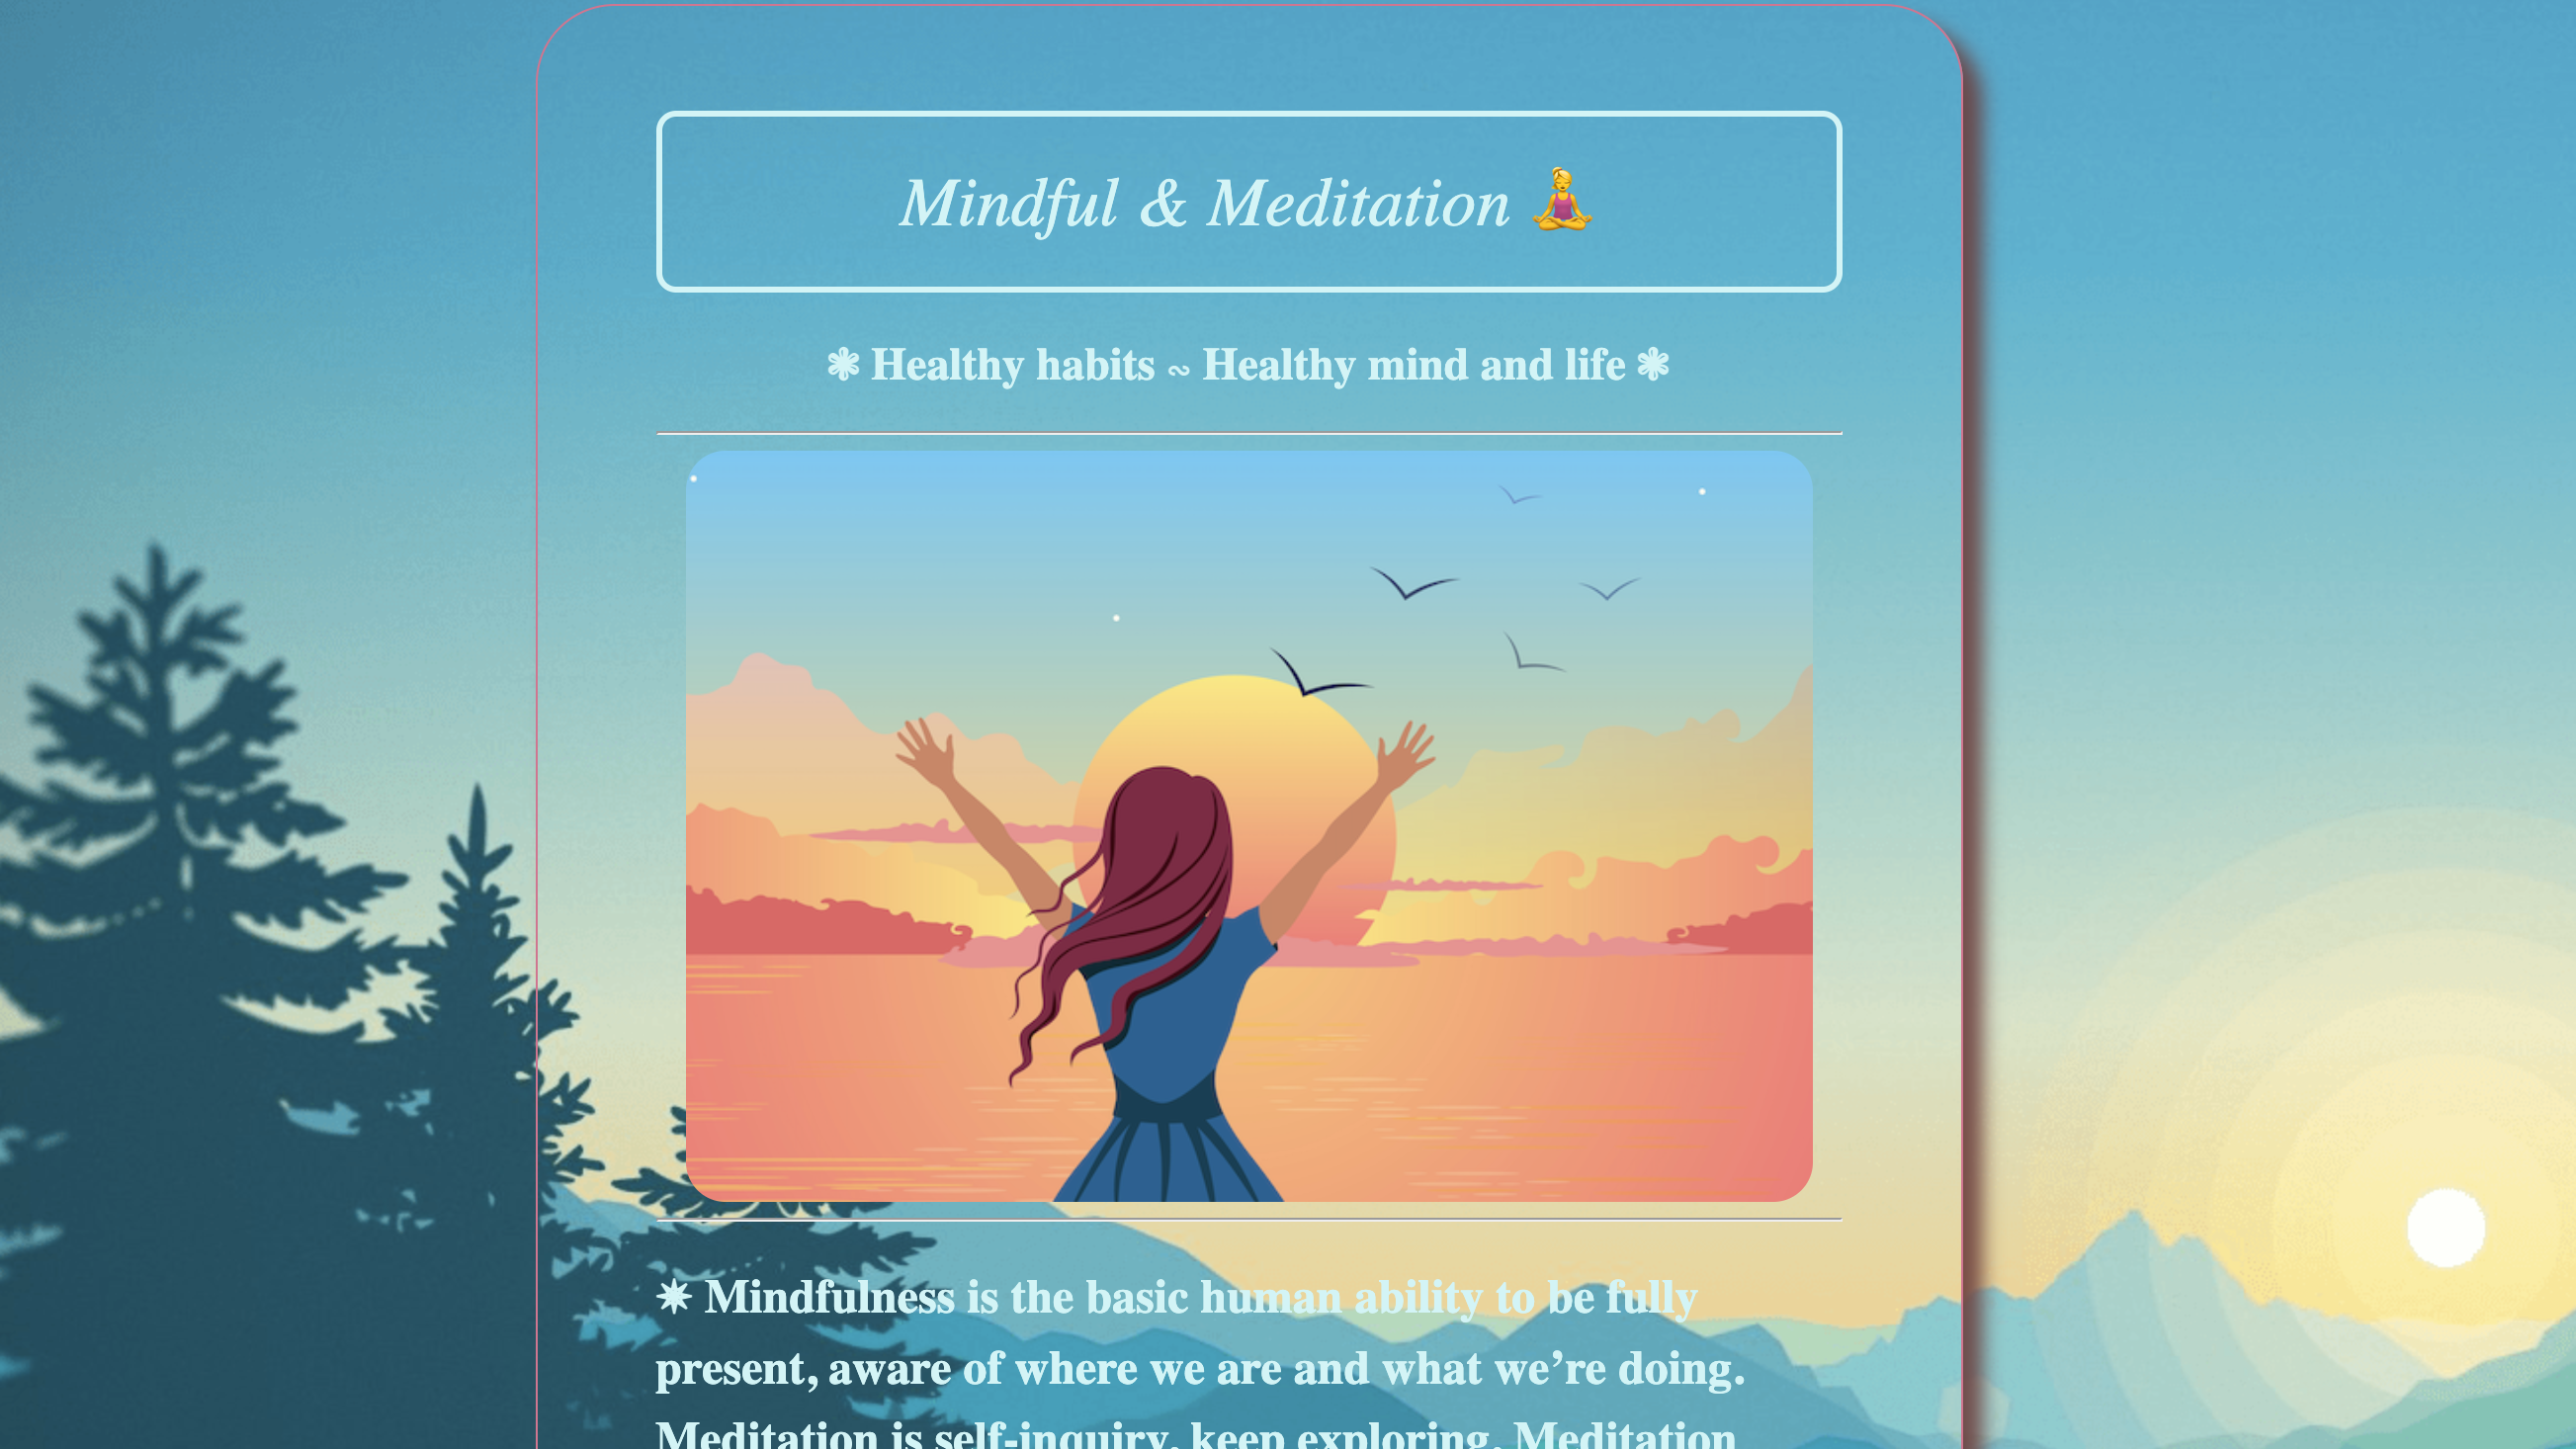 Mindful & Meditation 🧘‍♀️
❃ Healthy habits ~ Healthy mind and life ❃
✷ Mindfulness is the basic human ability to be fully
present, aware of where we are and what we’re doing.
Meditation is self-inquiry, keep exploring. Meditation